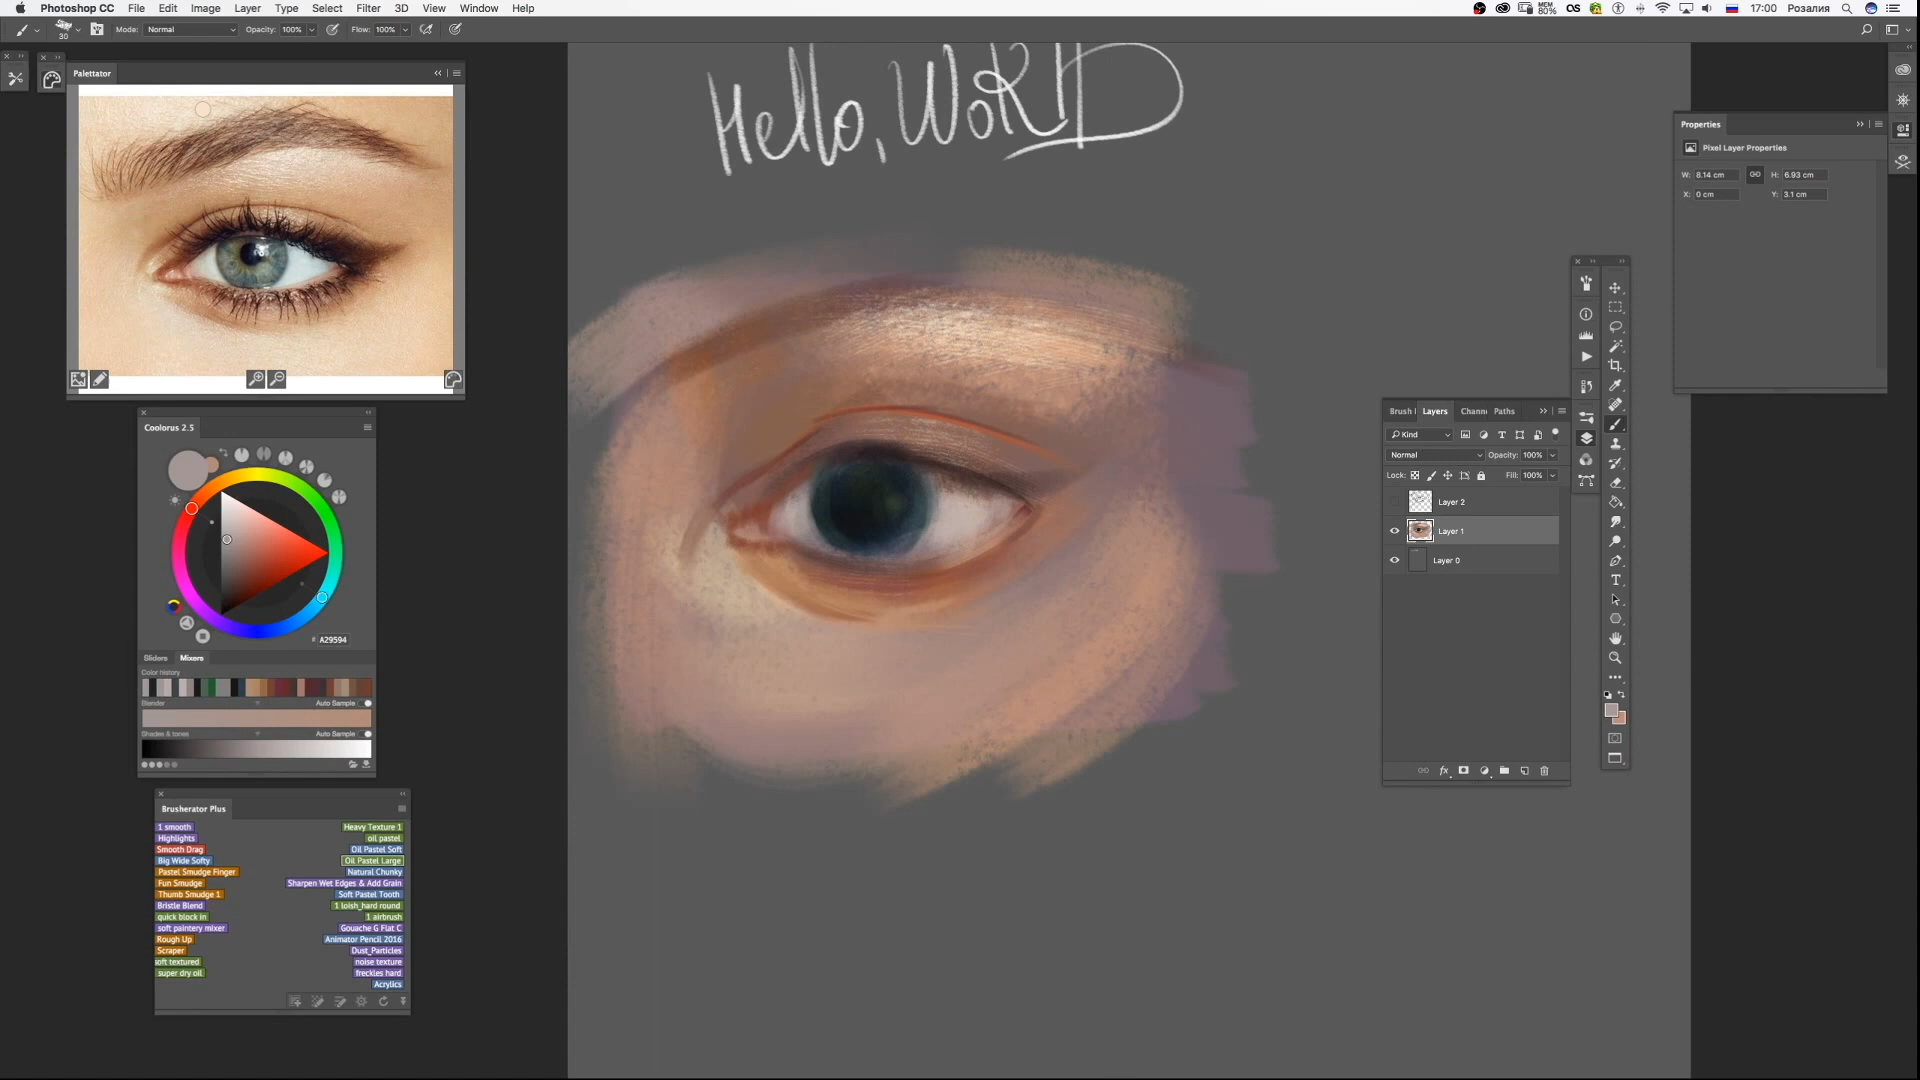 Photoshop CC File Edit Image Layer Type Select Filter 3D View Window Help
MEM 80% 17:00 Розалия
30 Mode: Normal Opacity: 100% Flow: 100%
Palettator
Hello, WoRlD
Properties
Pixel Layer Properties
W: 8.14 cm H: 6.93 cm
X: 0 cm Y: 3.1 cm
Coolorus 2.5
# A29594
Sliders Mixers
Color history
Blender Auto Sample
Shades & tones Auto Sample
Brush Layers Chann Paths
Kind
Normal Opacity: 100%
Lock: Fill: 100%
Layer 2
Layer 1
Layer 0
Brusherator Plus
1 smooth Heavy Texture 1
Highlights oil pastel
Smooth Drag Oil Pastel Soft
Big Wide Softy Oil Pastel Large
Pastel Smudge Finger Natural Chunky
Fun Smudge Sharpen Wet Edges & Add Grain
Thumb Smudge 1 Soft Pastel Tooth
Bristle Blend 1 loish_hard round
quick block in 1 airbrush
soft paintery mixer Gouache G Flat C
Rough Up Animator Pencil 2016
Scraper Dust_Particles
soft textured noise texture
super dry oil freckles hard
Acrylics